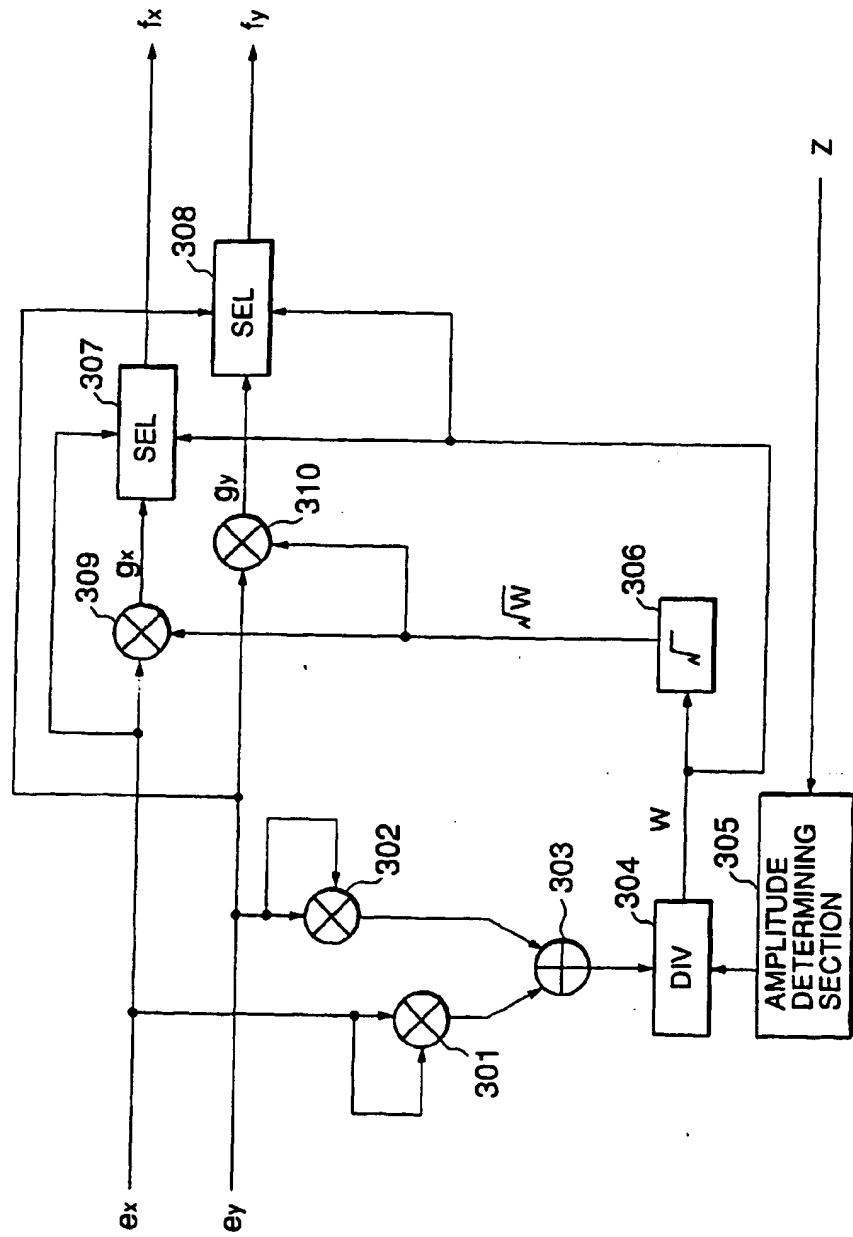 fx
fy
308
SEL
307
SEL
gy
310
gx
309
Z
306
√
√W
W
305
AMPLITUDE
DETERMINING
SECTION
304
DIV
303
302
301
ex
ey